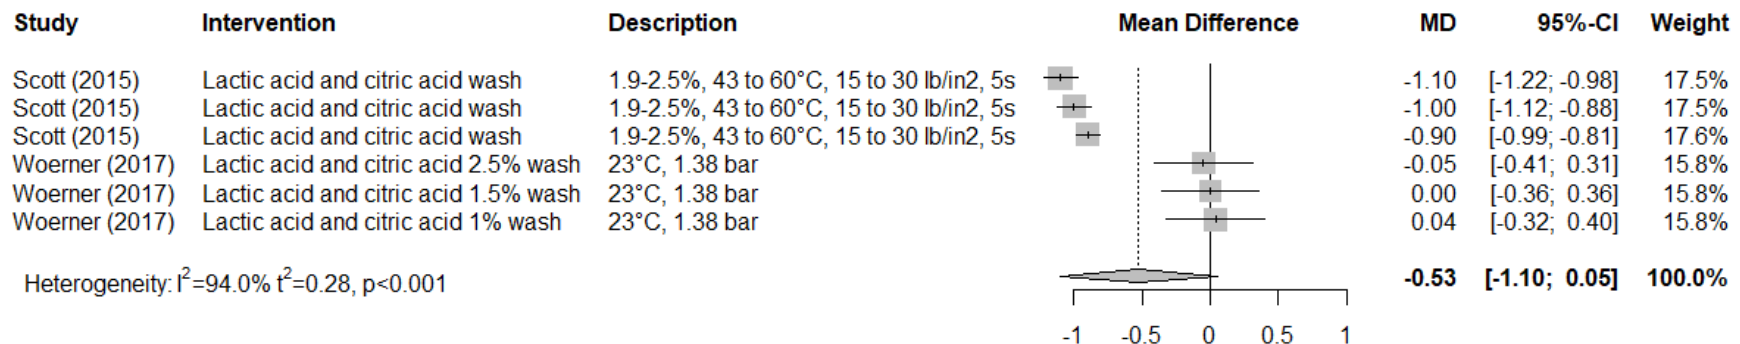 Study Intervention Description Mean Difference MD 95%-CI Weight
Scott (2015) Lactic acid and citric acid wash 1.9-2.5%, 43 to 60°C, 15 to 30 lb/in2, 5s -1.10 [-1.22; -0.98] 17.5%
Scott (2015) Lactic acid and citric acid wash 1.9-2.5%, 43 to 60°C, 15 to 30 lb/in2, 5s -1.00 [-1.12; -0.88] 17.5%
Scott (2015) Lactic acid and citric acid wash 1.9-2.5%, 43 to 60°C, 15 to 30 lb/in2, 5s -0.90 [-0.99; -0.81] 17.6%
Woerner (2017) Lactic acid and citric acid 2.5% wash 23°C, 1.38 bar -0.05 [-0.41; 0.31] 15.8%
Woerner (2017) Lactic acid and citric acid 1.5% wash 23°C, 1.38 bar 0.00 [-0.36; 0.36] 15.8%
Woerner (2017) Lactic acid and citric acid 1% wash 23°C, 1.38 bar 0.04 [-0.32; 0.40] 15.8%
Heterogeneity: I²=94.0% t²=0.28, p<0.001 -0.53 [-1.10; 0.05] 100.0%
-1 -0.5 0 0.5 1